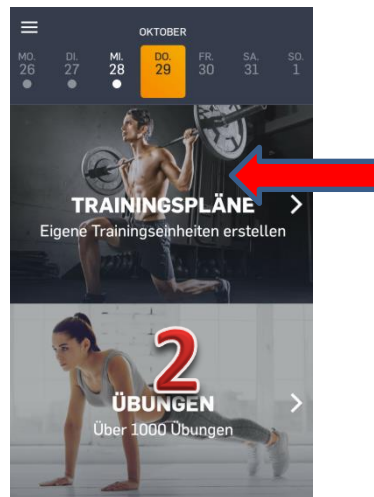 OKTOBER
MO. DI. MI. DO. FR. SA. SO.
26 27 28 29 30 31 1
TRAININGSPLÄNE
Eigene Trainingseinheiten erstellen
2
ÜBUNGEN
Über 1000 Übungen